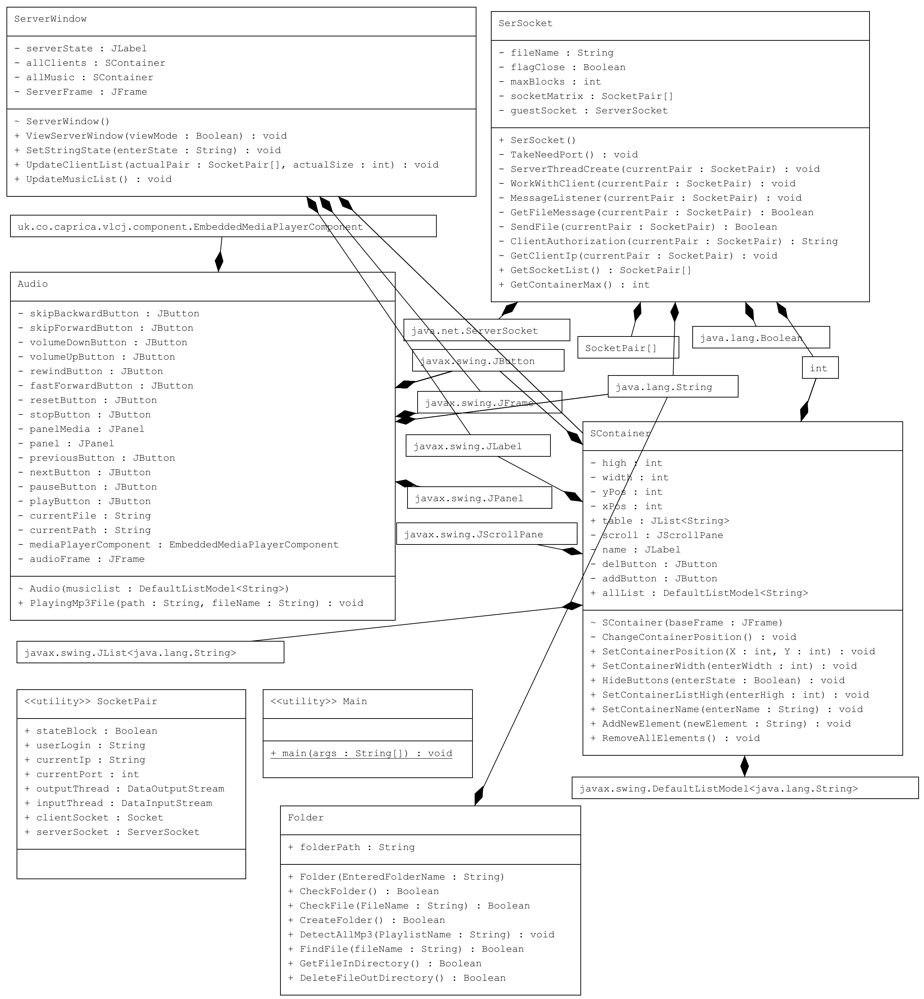 ServerWindow
- serverState : JLabel
- allClients : SContainer
- allMusic : SContainer
- ServerFrame : JFrame
~ ServerWindow()
+ ViewServerWindow(viewMode : Boolean) : void
+ SetStringState(enterState : String) : void
+ UpdateClientList(actualPair : SocketPair[], actualSize : int) : void
+ UpdateMusicList() : void
SerSocket
- fileName : String
- flagClose : Boolean
- maxBlocks : int
- socketMatrix : SocketPair[]
- guestSocket : ServerSocket
+ SerSocket()
- TakeNeedPort() : void
- ServerThreadCreate(currentPair : SocketPair) : void
- WorkWithClient(currentPair : SocketPair) : void
- MessageListener(currentPair : SocketPair) : void
- GetFileMessage(currentPair : SocketPair) : Boolean
- SendFile(currentPair : SocketPair) : Boolean
- ClientAuthorization(currentPair : SocketPair) : String
- GetClientIp(currentPair : SocketPair) : void
+ GetSocketList() : SocketPair[]
+ GetContainerMax() : int
uk.co.caprica.vlcj.component.EmbeddedMediaPlayerComponent
Audio
- skipBackwardButton : JButton
- skipForwardButton : JButton
- volumeDownButton : JButton
- volumeUpButton : JButton
- rewindButton : JButton
- fastForwardButton : JButton
- resetButton : JButton
- stopButton : JButton
- panelMedia : JPanel
- panel : JPanel
- previousButton : JButton
- nextButton : JButton
- pauseButton : JButton
- playButton : JButton
- currentFile : String
- currentPath : String
- mediaPlayerComponent : EmbeddedMediaPlayerComponent
- audioFrame : JFrame
~ Audio(musiclist : DefaultListModel<String>)
+ PlayingMp3File(path : String, fileName : String) : void
java.net.ServerSocket
SocketPair[]
java.lang.Boolean
int
javax.swing.JButton
java.lang.String
javax.swing.JFrame
javax.swing.JLabel
javax.swing.JPanel
javax.swing.JScrollPane
SContainer
- high : int
- width : int
- yPos : int
- xPos : int
+ table : JList<String>
- scroll : JScrollPane
- name : JLabel
- delButton : JButton
- addButton : JButton
+ allList : DefaultListModel<String>
~ SContainer(baseFrame : JFrame)
- ChangeContainerPosition() : void
+ SetContainerPosition(X : int, Y : int) : void
+ SetContainerWidth(enterWidth : int) : void
+ HideButtons(enterState : Boolean) : void
+ SetContainerListHigh(enterHigh : int) : void
+ SetContainerName(enterName : String) : void
+ AddNewElement(newElement : String) : void
+ RemoveAllElements() : void
javax.swing.JList<java.lang.String>
javax.swing.DefaultListModel<java.lang.String>
<<utility>> SocketPair
+ stateBlock : Boolean
+ userLogin : String
+ currentIp : String
+ currentPort : int
+ outputThread : DataOutputStream
+ inputThread : DataInputStream
+ clientSocket : Socket
+ serverSocket : ServerSocket
<<utility>> Main
+ main(args : String[]) : void
Folder
+ folderPath : String
+ Folder(EnteredFolderName : String)
+ CheckFolder() : Boolean
+ CheckFile(FileName : String) : Boolean
+ CreateFolder() : Boolean
+ DetectAllMp3(PlaylistName : String) : void
+ FindFile(fileName : String) : Boolean
+ GetFileInDirectory() : Boolean
+ DeleteFileOutDirectory() : Boolean